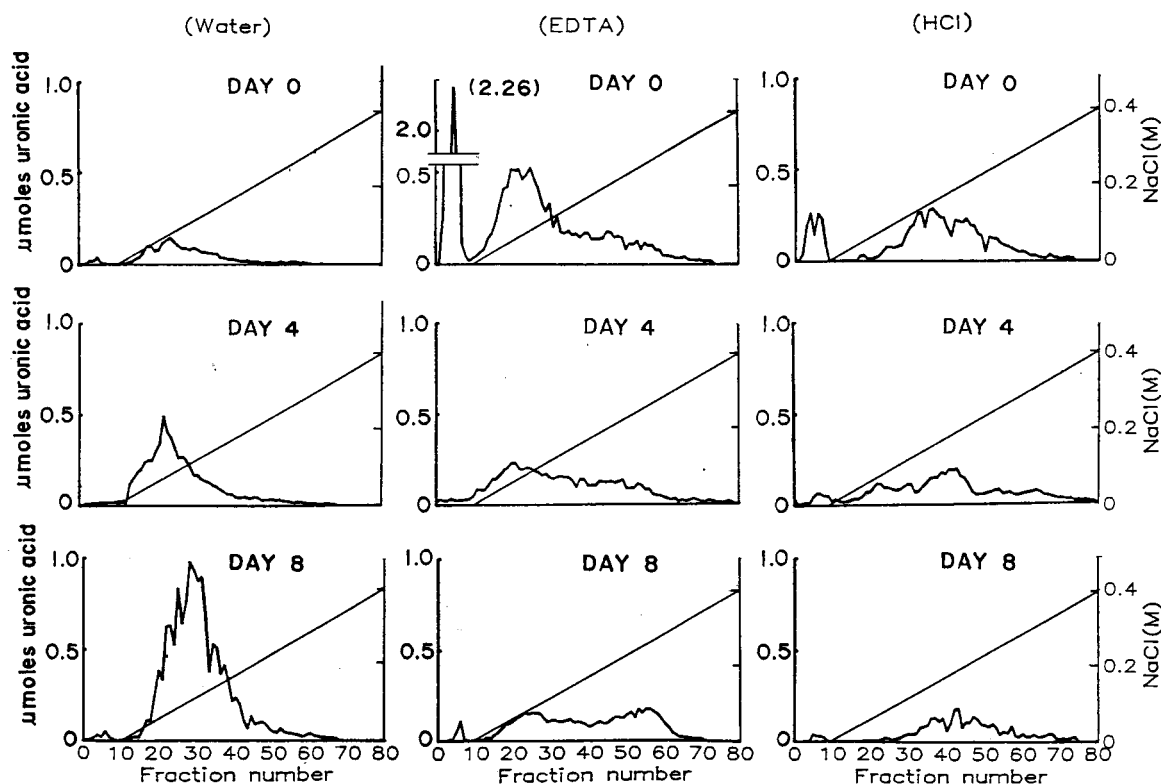 (Water) (EDTA) (HCl)
µmoles uronic acid
1.0
0.5
0
DAY 0
(2.26)
2.0
0.5
0
DAY 0
1.0
0.5
0
DAY 0
0.4
0.2
0
NaCl(M)
µmoles uronic acid
1.0
0.5
0
DAY 4
1.0
0.5
0
DAY 4
1.0
0.5
0
DAY 4
0.4
0.2
0
NaCl(M)
µmoles uronic acid
1.0
0.5
0
DAY 8
1.0
0.5
0
DAY 8
1.0
0.5
0
DAY 8
0.4
0.2
0
NaCl(M)
0 10 20 30 40 50 60 70 80
0 10 20 30 40 50 60 70 80
0 10 20 30 40 50 60 70 80
Fraction number Fraction number Fraction number